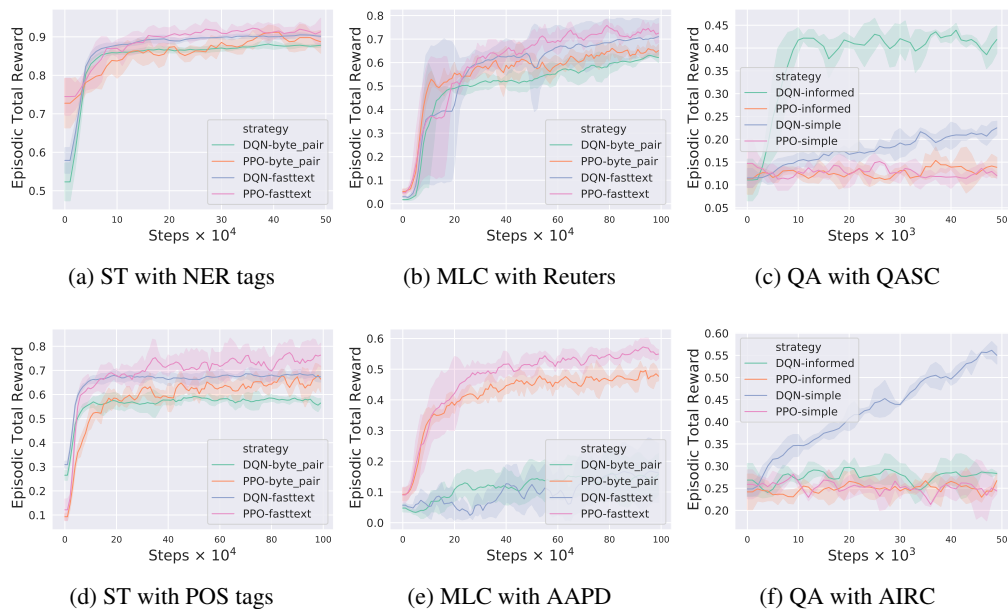 Episodic Total Reward
0.9
0.8
0.7
0.6
0.5
0
10
20
30
40
50
Steps × 10⁴
strategy
DQN-byte_pair
PPO-byte_pair
DQN-fasttext
PPO-fasttext
(a) ST with NER tags
Episodic Total Reward
0.8
0.7
0.6
0.5
0.4
0.3
0.2
0.1
0.0
0
20
40
60
80
100
Steps × 10⁴
strategy
DQN-byte_pair
PPO-byte_pair
DQN-fasttext
PPO-fasttext
(b) MLC with Reuters
Episodic Total Reward
0.45
0.40
0.35
0.30
0.25
0.20
0.15
0.10
0.05
0
10
20
30
40
50
Steps × 10³
strategy
DQN-informed
PPO-informed
DQN-simple
PPO-simple
(c) QA with QASC
Episodic Total Reward
0.8
0.7
0.6
0.5
0.4
0.3
0.2
0.1
0
20
40
60
80
100
Steps × 10⁴
strategy
DQN-byte_pair
PPO-byte_pair
DQN-fasttext
PPO-fasttext
(d) ST with POS tags
Episodic Total Reward
0.6
0.5
0.4
0.3
0.2
0.1
0.0
0
20
40
60
80
100
Steps × 10⁴
strategy
DQN-byte_pair
PPO-byte_pair
DQN-fasttext
PPO-fasttext
(e) MLC with AAPD
Episodic Total Reward
0.60
0.55
0.50
0.45
0.40
0.35
0.30
0.25
0.20
0
10
20
30
40
50
Steps × 10³
strategy
DQN-informed
PPO-informed
DQN-simple
PPO-simple
(f) QA with AIRC